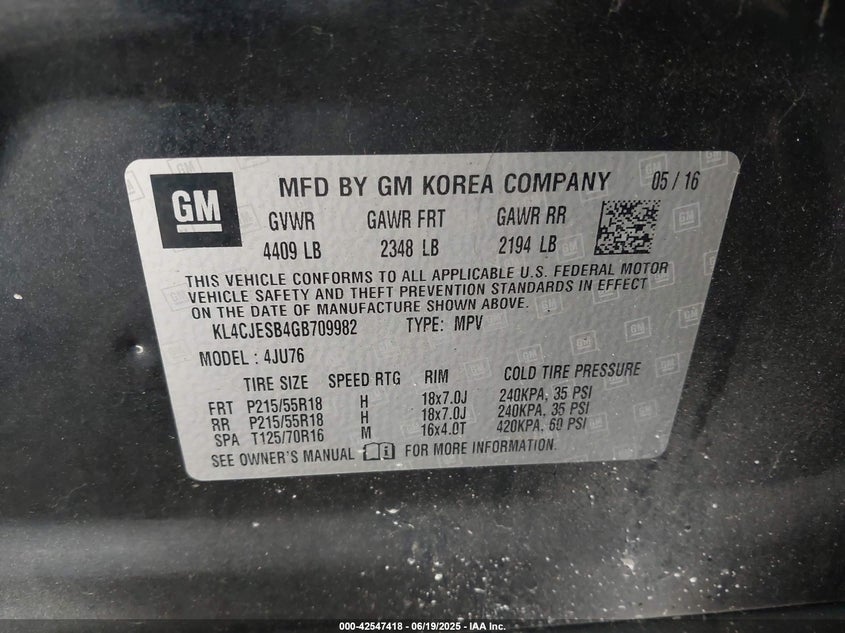 GM
MFD BY GM KOREA COMPANY 05 / 16
GVWR GAWR FRT GAWR RR
4409 LB 2348 LB 2194 LB
THIS VEHICLE CONFORMS TO ALL APPLICABLE U.S. FEDERAL MOTOR
VEHICLE SAFETY AND THEFT PREVENTION STANDARDS IN EFFECT
ON THE DATE OF MANUFACTURE SHOWN ABOVE.
KL4CJESB4GB709982 TYPE: MPV
MODEL : 4JU76
TIRE SIZE SPEED RTG RIM COLD TIRE PRESSURE
FRT P215/55R18 H 18x7.0J 240KPA, 35 PSI
RR P215/55R18 H 18x7.0J 240KPA, 35 PSI
SPA T125/70R16 M 16x4.0T 420KPA, 60 PSI
SEE OWNER'S MANUAL FOR MORE INFORMATION.
000-42547418 - 06/19/2025 - IAA Inc.